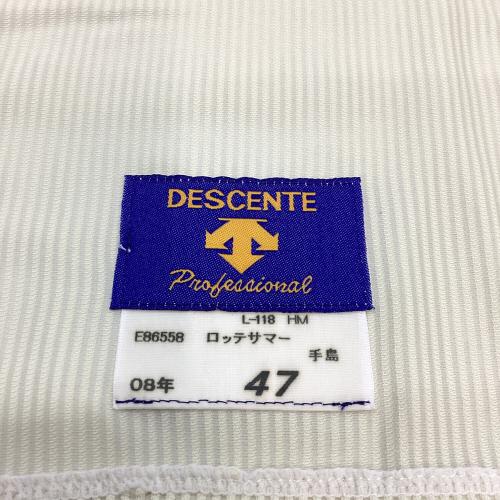 DESCENTE
Professional
L-118 HM
E86558 ロッテサマー
手島
08年 47